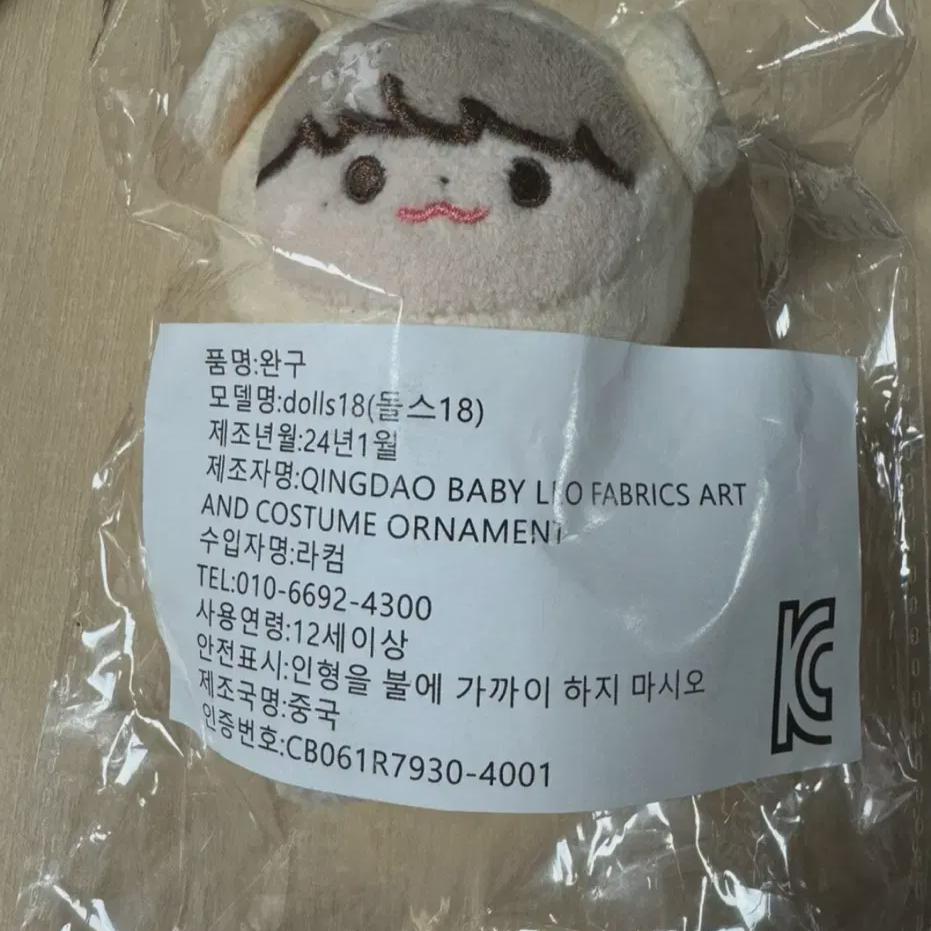 품명:완구
모델명:dolls18(돌스18)
제조년월:24년1월
제조자명:QINGDAO BABY LEO FABRICS ART
AND COSTUME ORNAMENT
수입자명:라컴
TEL:010-6692-4300
사용연령:12세이상
안전표시:인형을 불에 가까이 하지 마시오
제조국명:중국
인증번호:CB061R7930-4001
KC